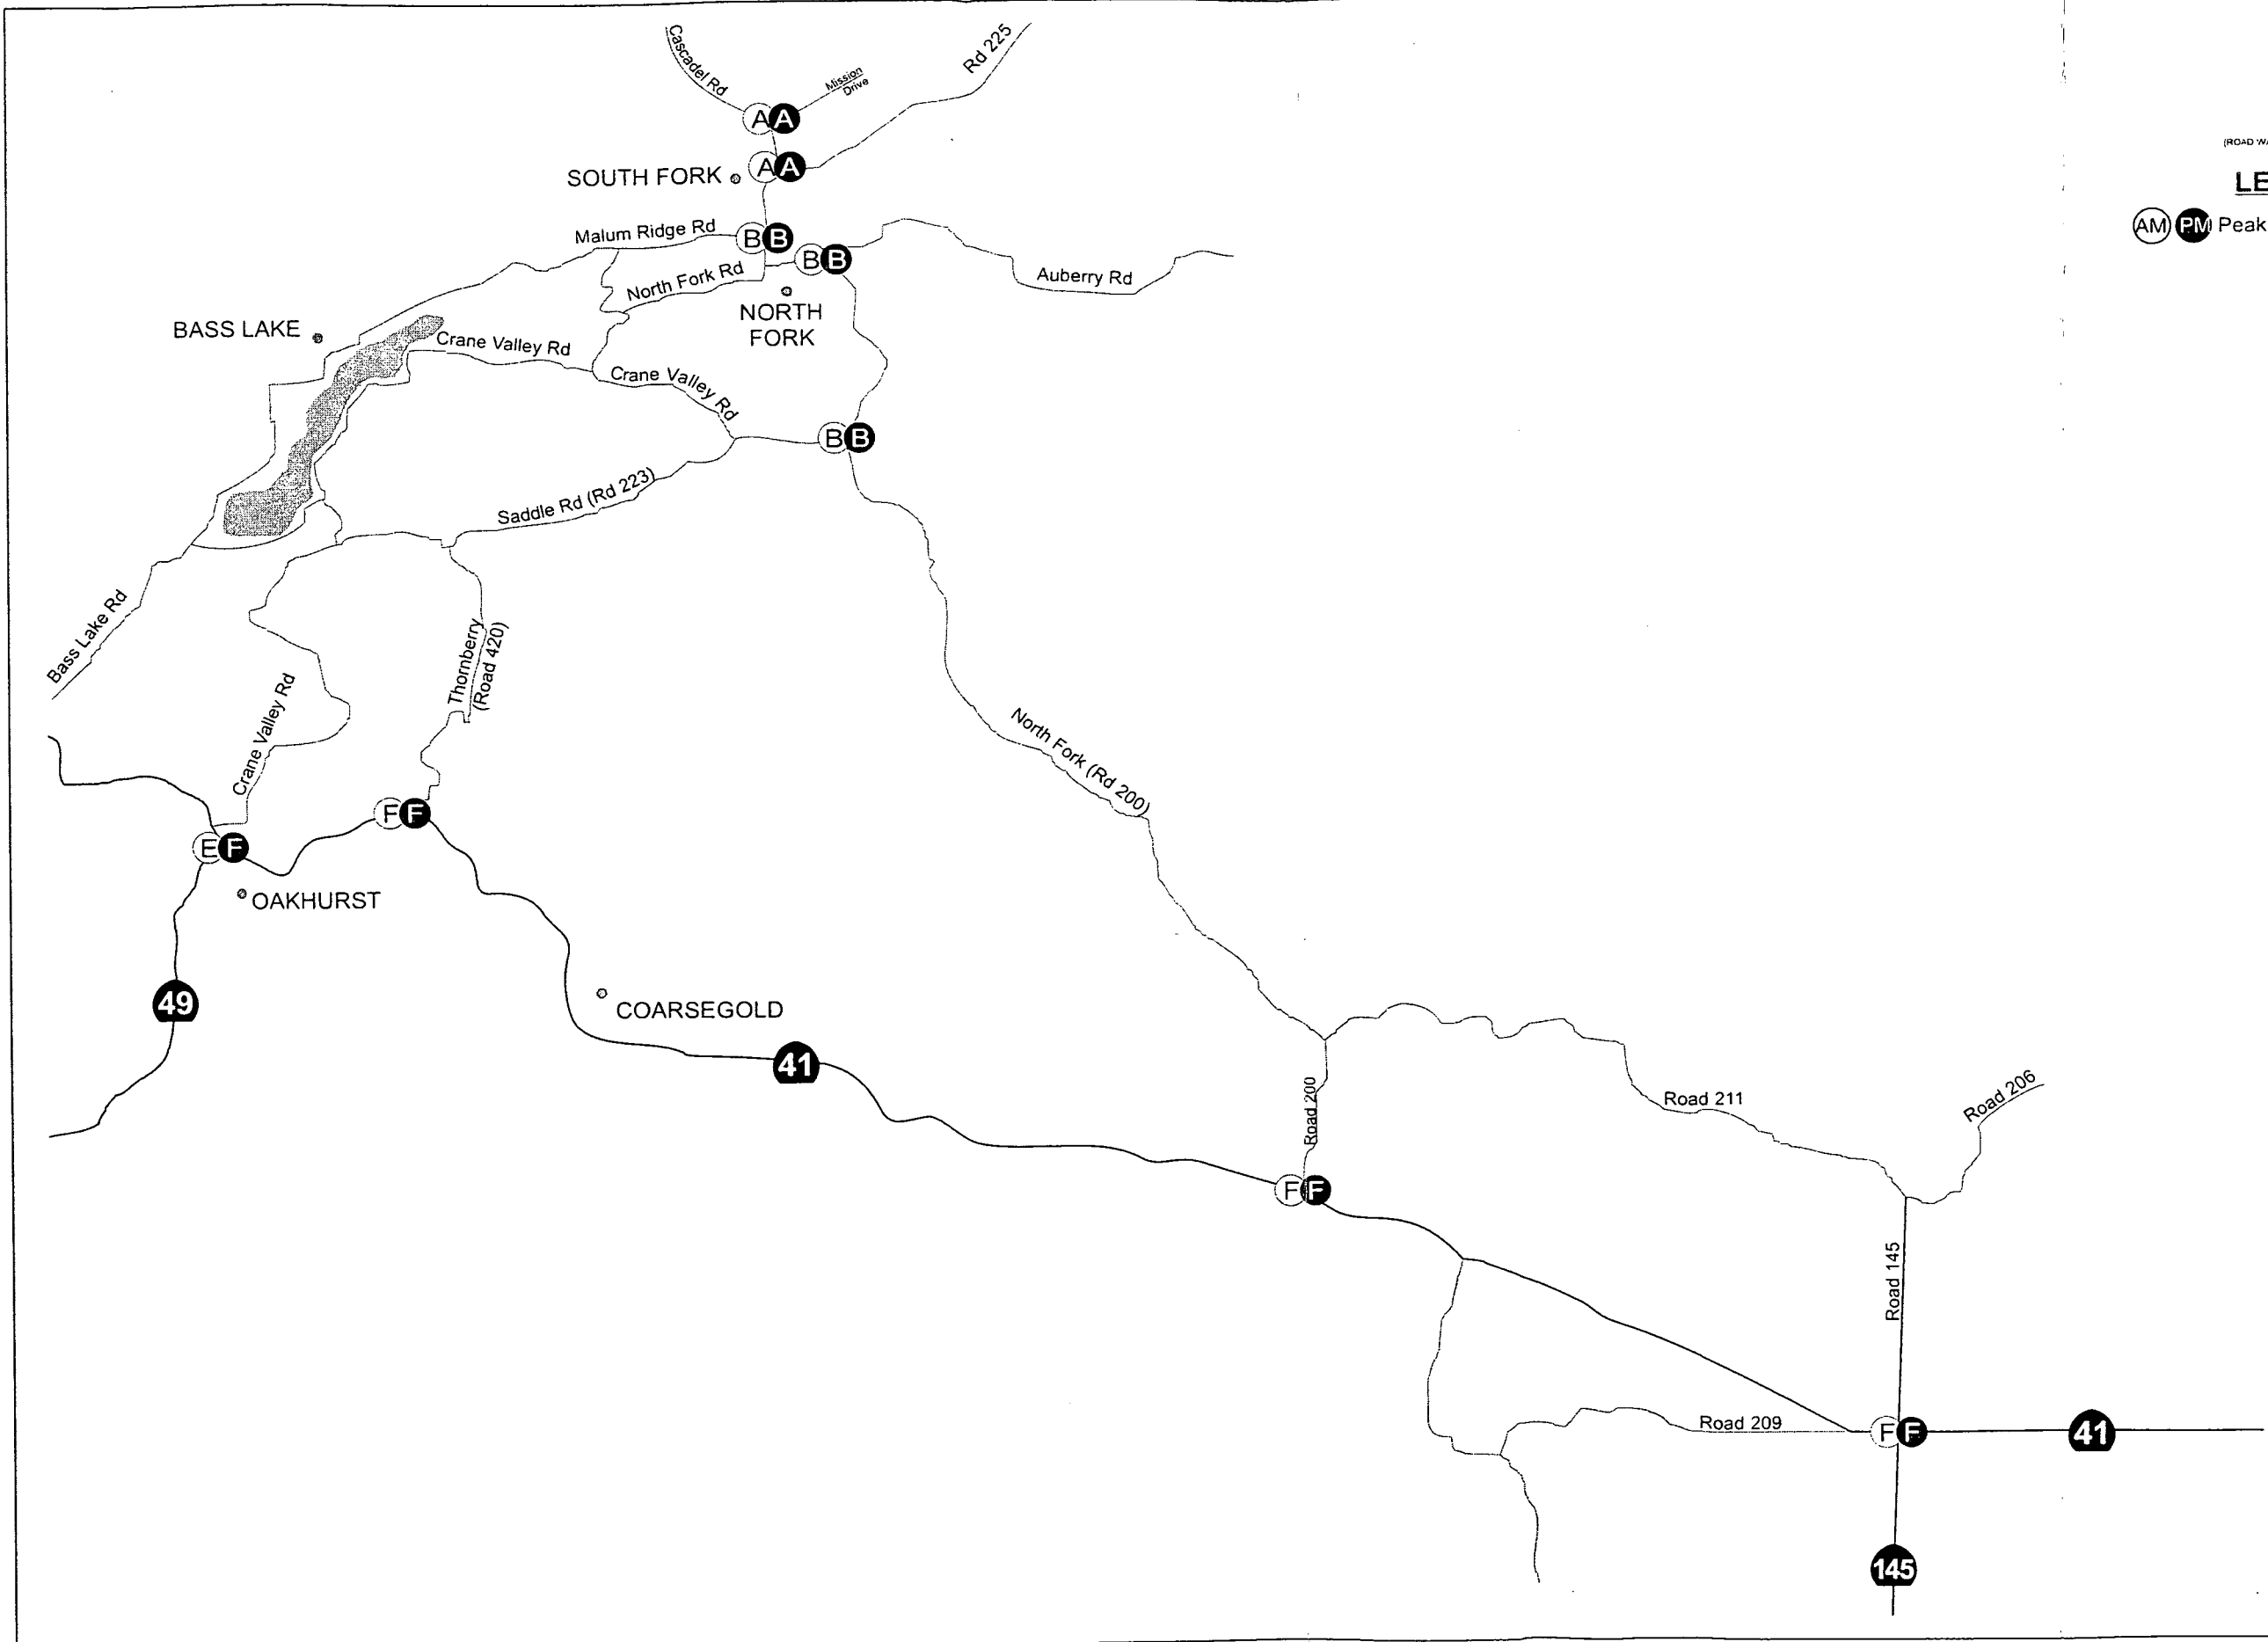 Cascadel Rd
Mission
Drive
Rd 225
A A
SOUTH FORK
A A
Malum Ridge Rd
B B
B B
North Fork Rd
Auberry Rd
NORTH
FORK
BASS LAKE
Crane Valley Rd
Crane Valley Rd
B B
Saddle Rd (Rd 223)
Bass Lake Rd
Thornberry
(Road 420)
Crane Valley Rd
North Fork (Rd 200)
F F
E F
OAKHURST
49
COARSEGOLD
41
Road 200
Road 211
Road 206
F F
Road 145
Road 209
F F
41
145
(ROAD WA
LE
AM PM Peak